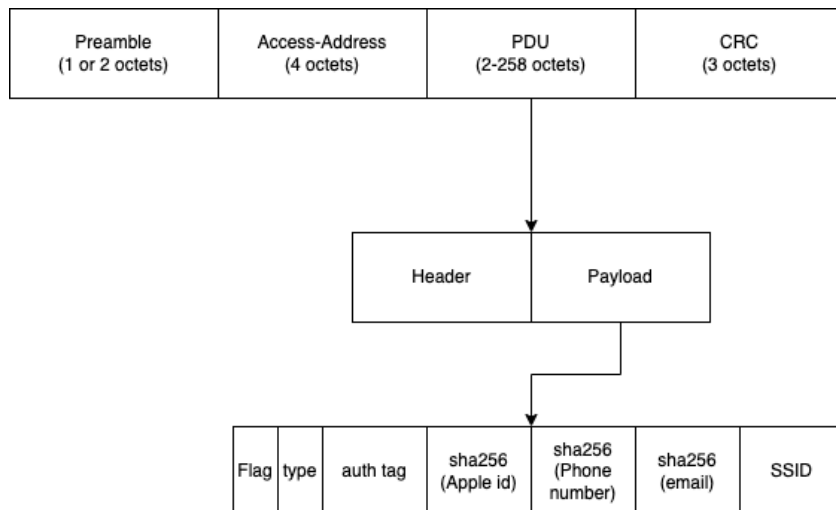 Preamble
(1 or 2 octets)
Access-Address
(4 octets)
PDU
(2-258 octets)
CRC
(3 octets)
Header
Payload
Flag
type
auth tag
sha256
(Apple id)
sha256
(Phone
number)
sha256
(email)
SSID